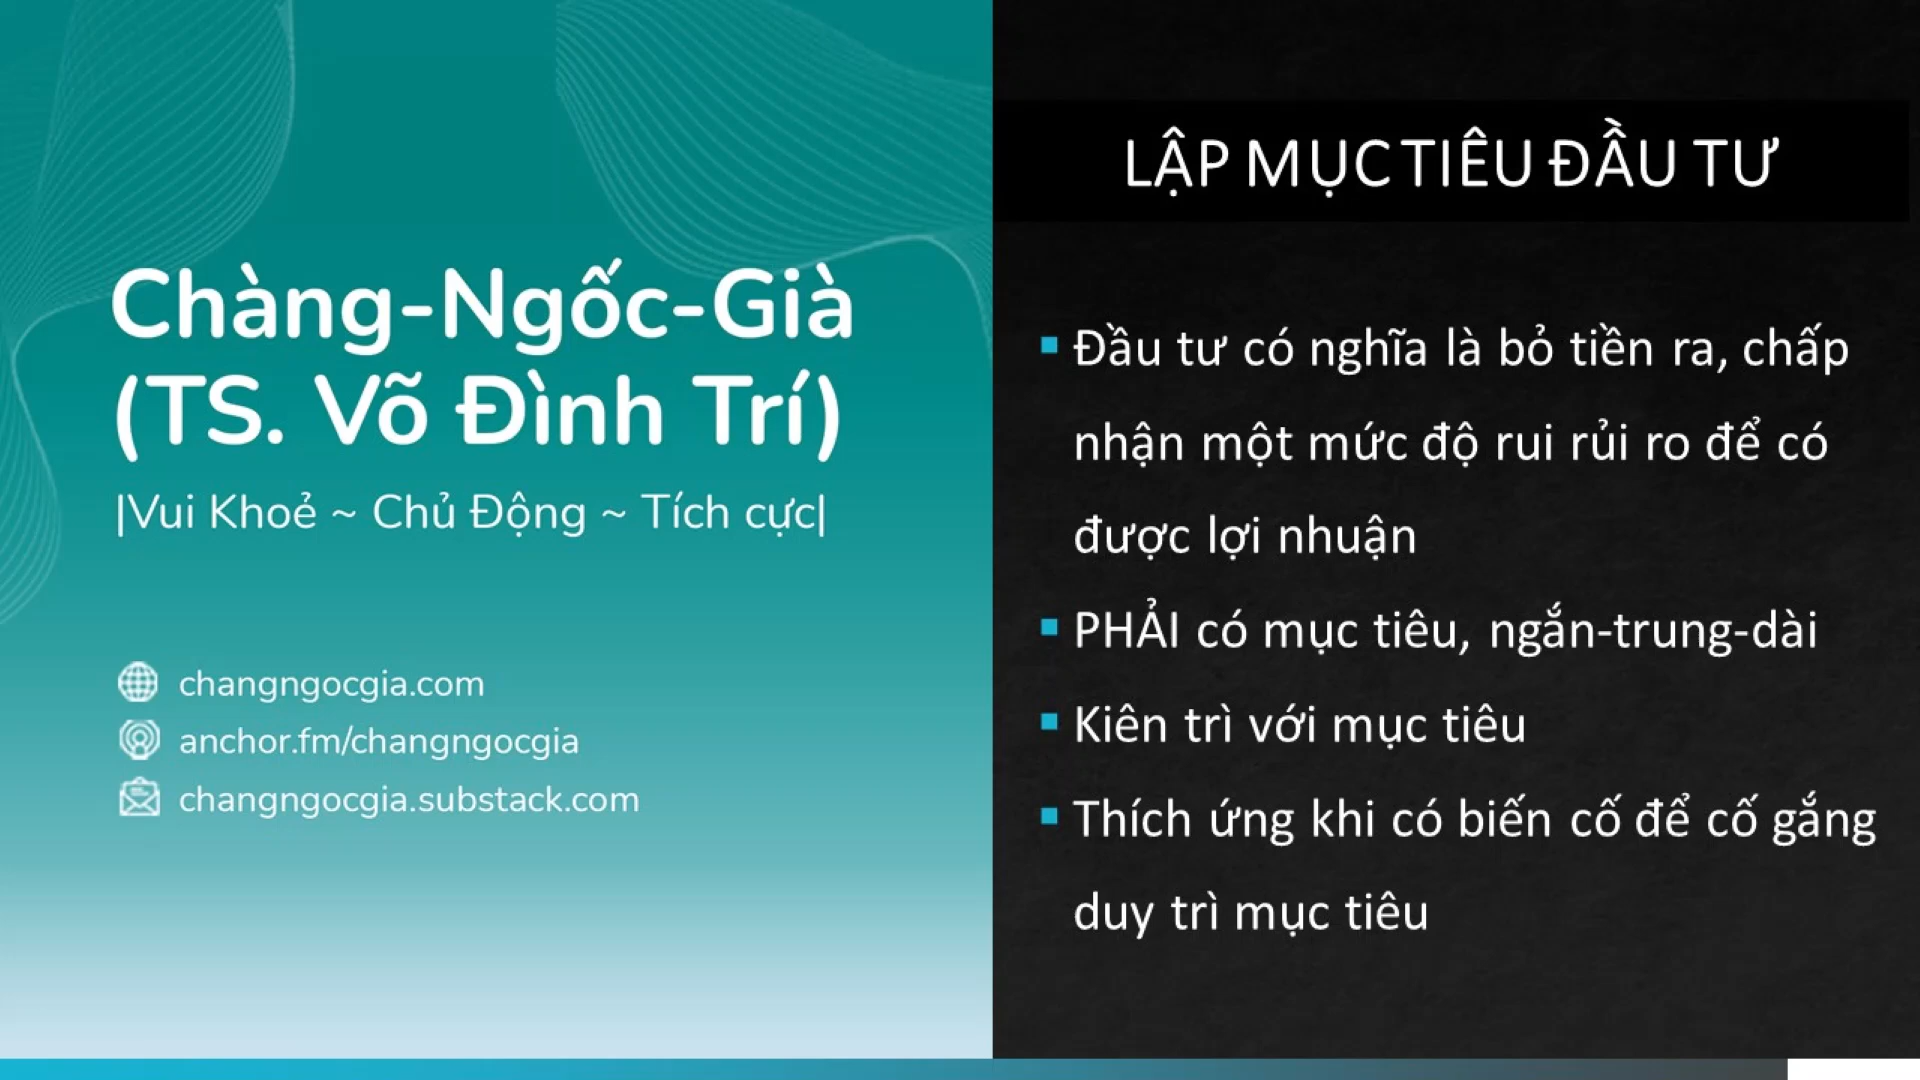 Chàng-Ngốc-Già
(TS. Võ Đình Trí)
|Vui Khoẻ ~ Chủ Động ~ Tích cực|
changngocgia.com
anchor.fm/changngocgia
changngocgia.substack.com
LẬP MỤC TIÊU ĐẦU TƯ
Đầu tư có nghĩa là bỏ tiền ra, chấp
nhận một mức độ rui rủi ro để có
được lợi nhuận
PHẢI có mục tiêu, ngắn-trung-dài
Kiên trì với mục tiêu
Thích ứng khi có biến cố để cố gắng
duy trì mục tiêu